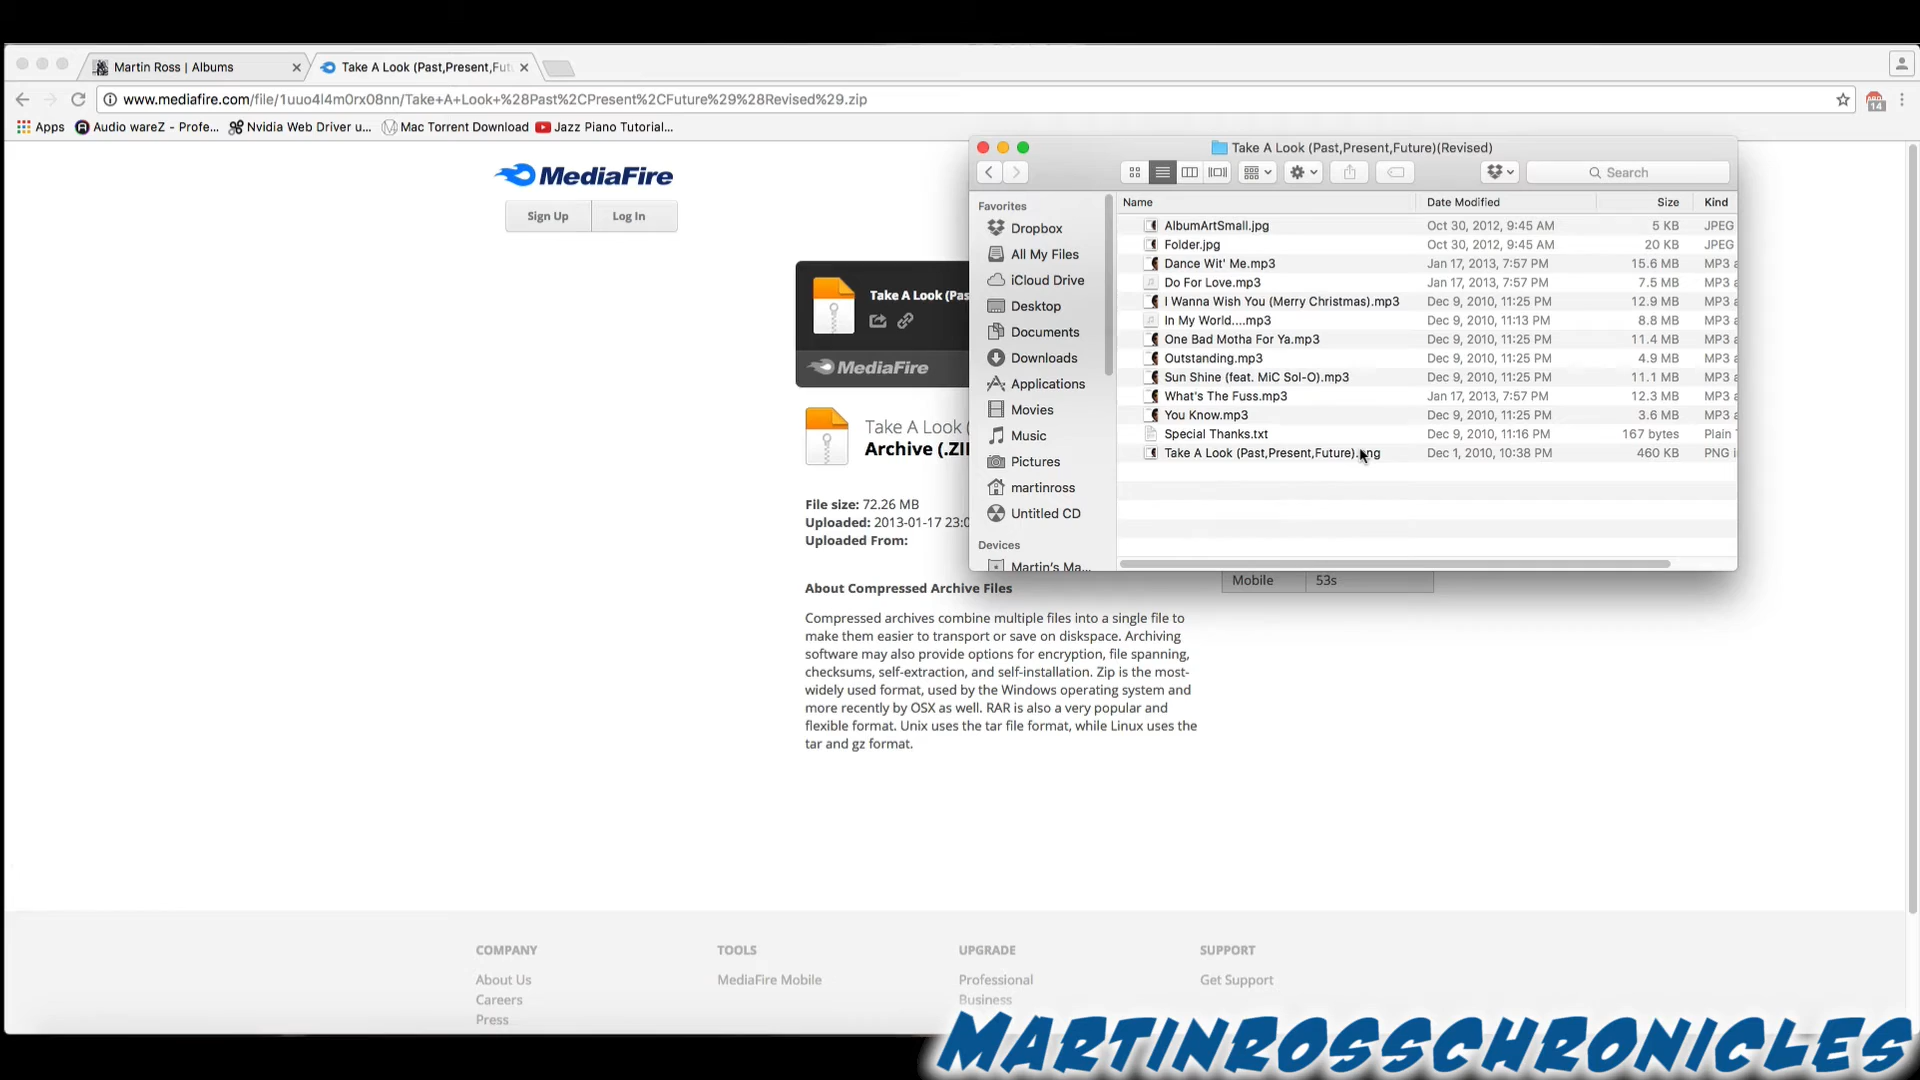 Martin Ross | Albums
Take A Look (Past,Present,Fut
www.mediafire.com/file/1uuo4l4m0rx08nn/Take+A+Look+%28Past%2CPresent%2CFuture%29%28Revised%29.zip
14
Apps
Audio wareZ - Profe...
Nvidia Web Driver u...
Mac Torrent Download
Jazz Piano Tutorial...
MediaFire
Sign Up
Log In
Take A Look (Pas
MediaFire
Take A Look (
Archive (.ZI
File size: 72.26 MB
Uploaded: 2013-01-17 23:0
Uploaded From:
About Compressed Archive Files
Compressed archives combine multiple files into a single file to
make them easier to transport or save on diskspace. Archiving
software may also provide options for encryption, file spanning,
checksums, self-extraction, and self-installation. Zip is the most-
widely used format, used by the Windows operating system and
more recently by OSX as well. RAR is also a very popular and
flexible format. Unix uses the tar file format, while Linux uses the
tar and gz format.
Take A Look (Past,Present,Future)(Revised)
Search
Favorites
Dropbox
All My Files
iCloud Drive
Desktop
Documents
Downloads
Applications
Movies
Music
Pictures
martinross
Untitled CD
Devices
Martin's Ma...
Name Date Modified Size Kind
AlbumArtSmall.jpg Oct 30, 2012, 9:45 AM 5 KB JPEG
Folder.jpg Oct 30, 2012, 9:45 AM 20 KB JPEG
Dance Wit' Me.mp3 Jan 17, 2013, 7:57 PM 15.6 MB MP3 a
Do For Love.mp3 Jan 17, 2013, 7:57 PM 7.5 MB MP3 a
I Wanna Wish You (Merry Christmas).mp3 Dec 9, 2010, 11:25 PM 12.9 MB MP3 a
In My World....mp3 Dec 9, 2010, 11:13 PM 8.8 MB MP3 a
One Bad Motha For Ya.mp3 Dec 9, 2010, 11:25 PM 11.4 MB MP3 a
Outstanding.mp3 Dec 9, 2010, 11:25 PM 4.9 MB MP3 a
Sun Shine (feat. MiC Sol-O).mp3 Dec 9, 2010, 11:25 PM 11.1 MB MP3 a
What's The Fuss.mp3 Jan 17, 2013, 7:57 PM 12.3 MB MP3 a
You Know.mp3 Dec 9, 2010, 11:25 PM 3.6 MB MP3 a
Special Thanks.txt Dec 9, 2010, 11:16 PM 167 bytes Plain
Take A Look (Past,Present,Future).png Dec 1, 2010, 10:38 PM 460 KB PNG i
Mobile 53s
COMPANY
About Us
Careers
Press
TOOLS
MediaFire Mobile
UPGRADE
Professional
Business
SUPPORT
Get Support
MARTINROSSCHRONICLES